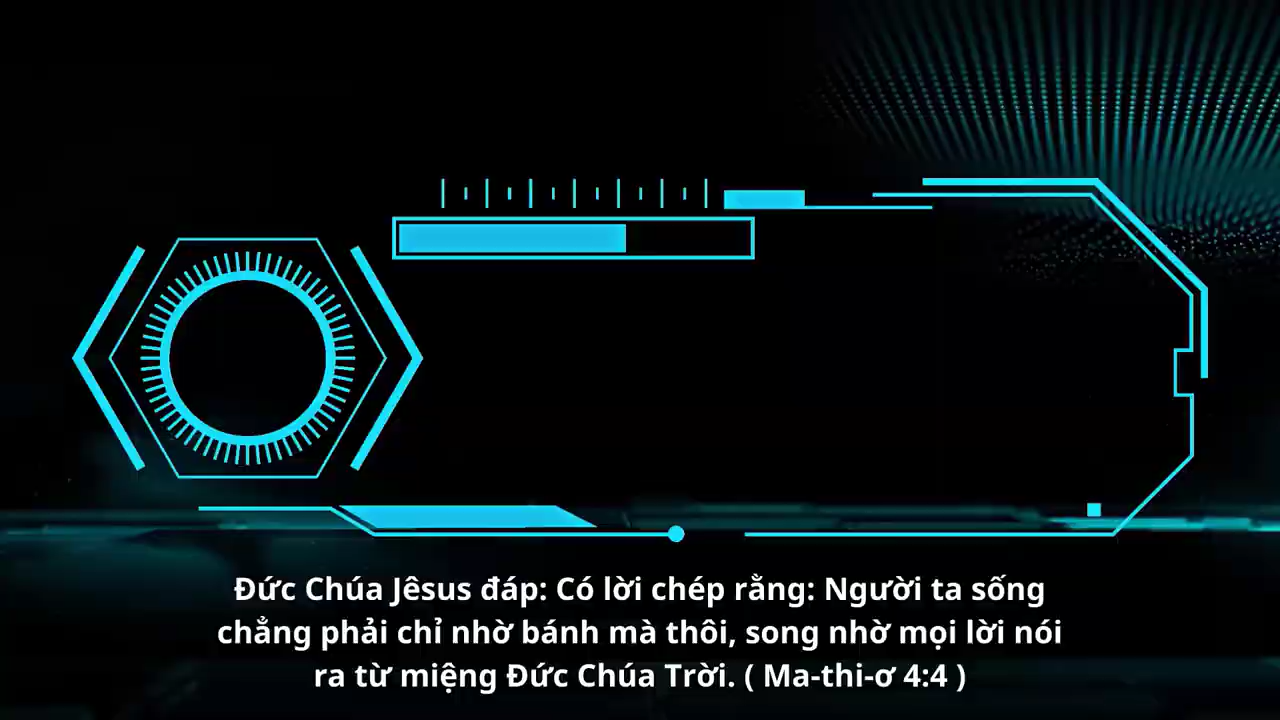 Đức Chúa Jêsus đáp: Có lời chép rằng: Người ta sống
chẳng phải chỉ nhờ bánh mà thôi, song nhờ mọi lời nói
ra từ miệng Đức Chúa Trời. ( Ma-thi-ơ 4:4 )